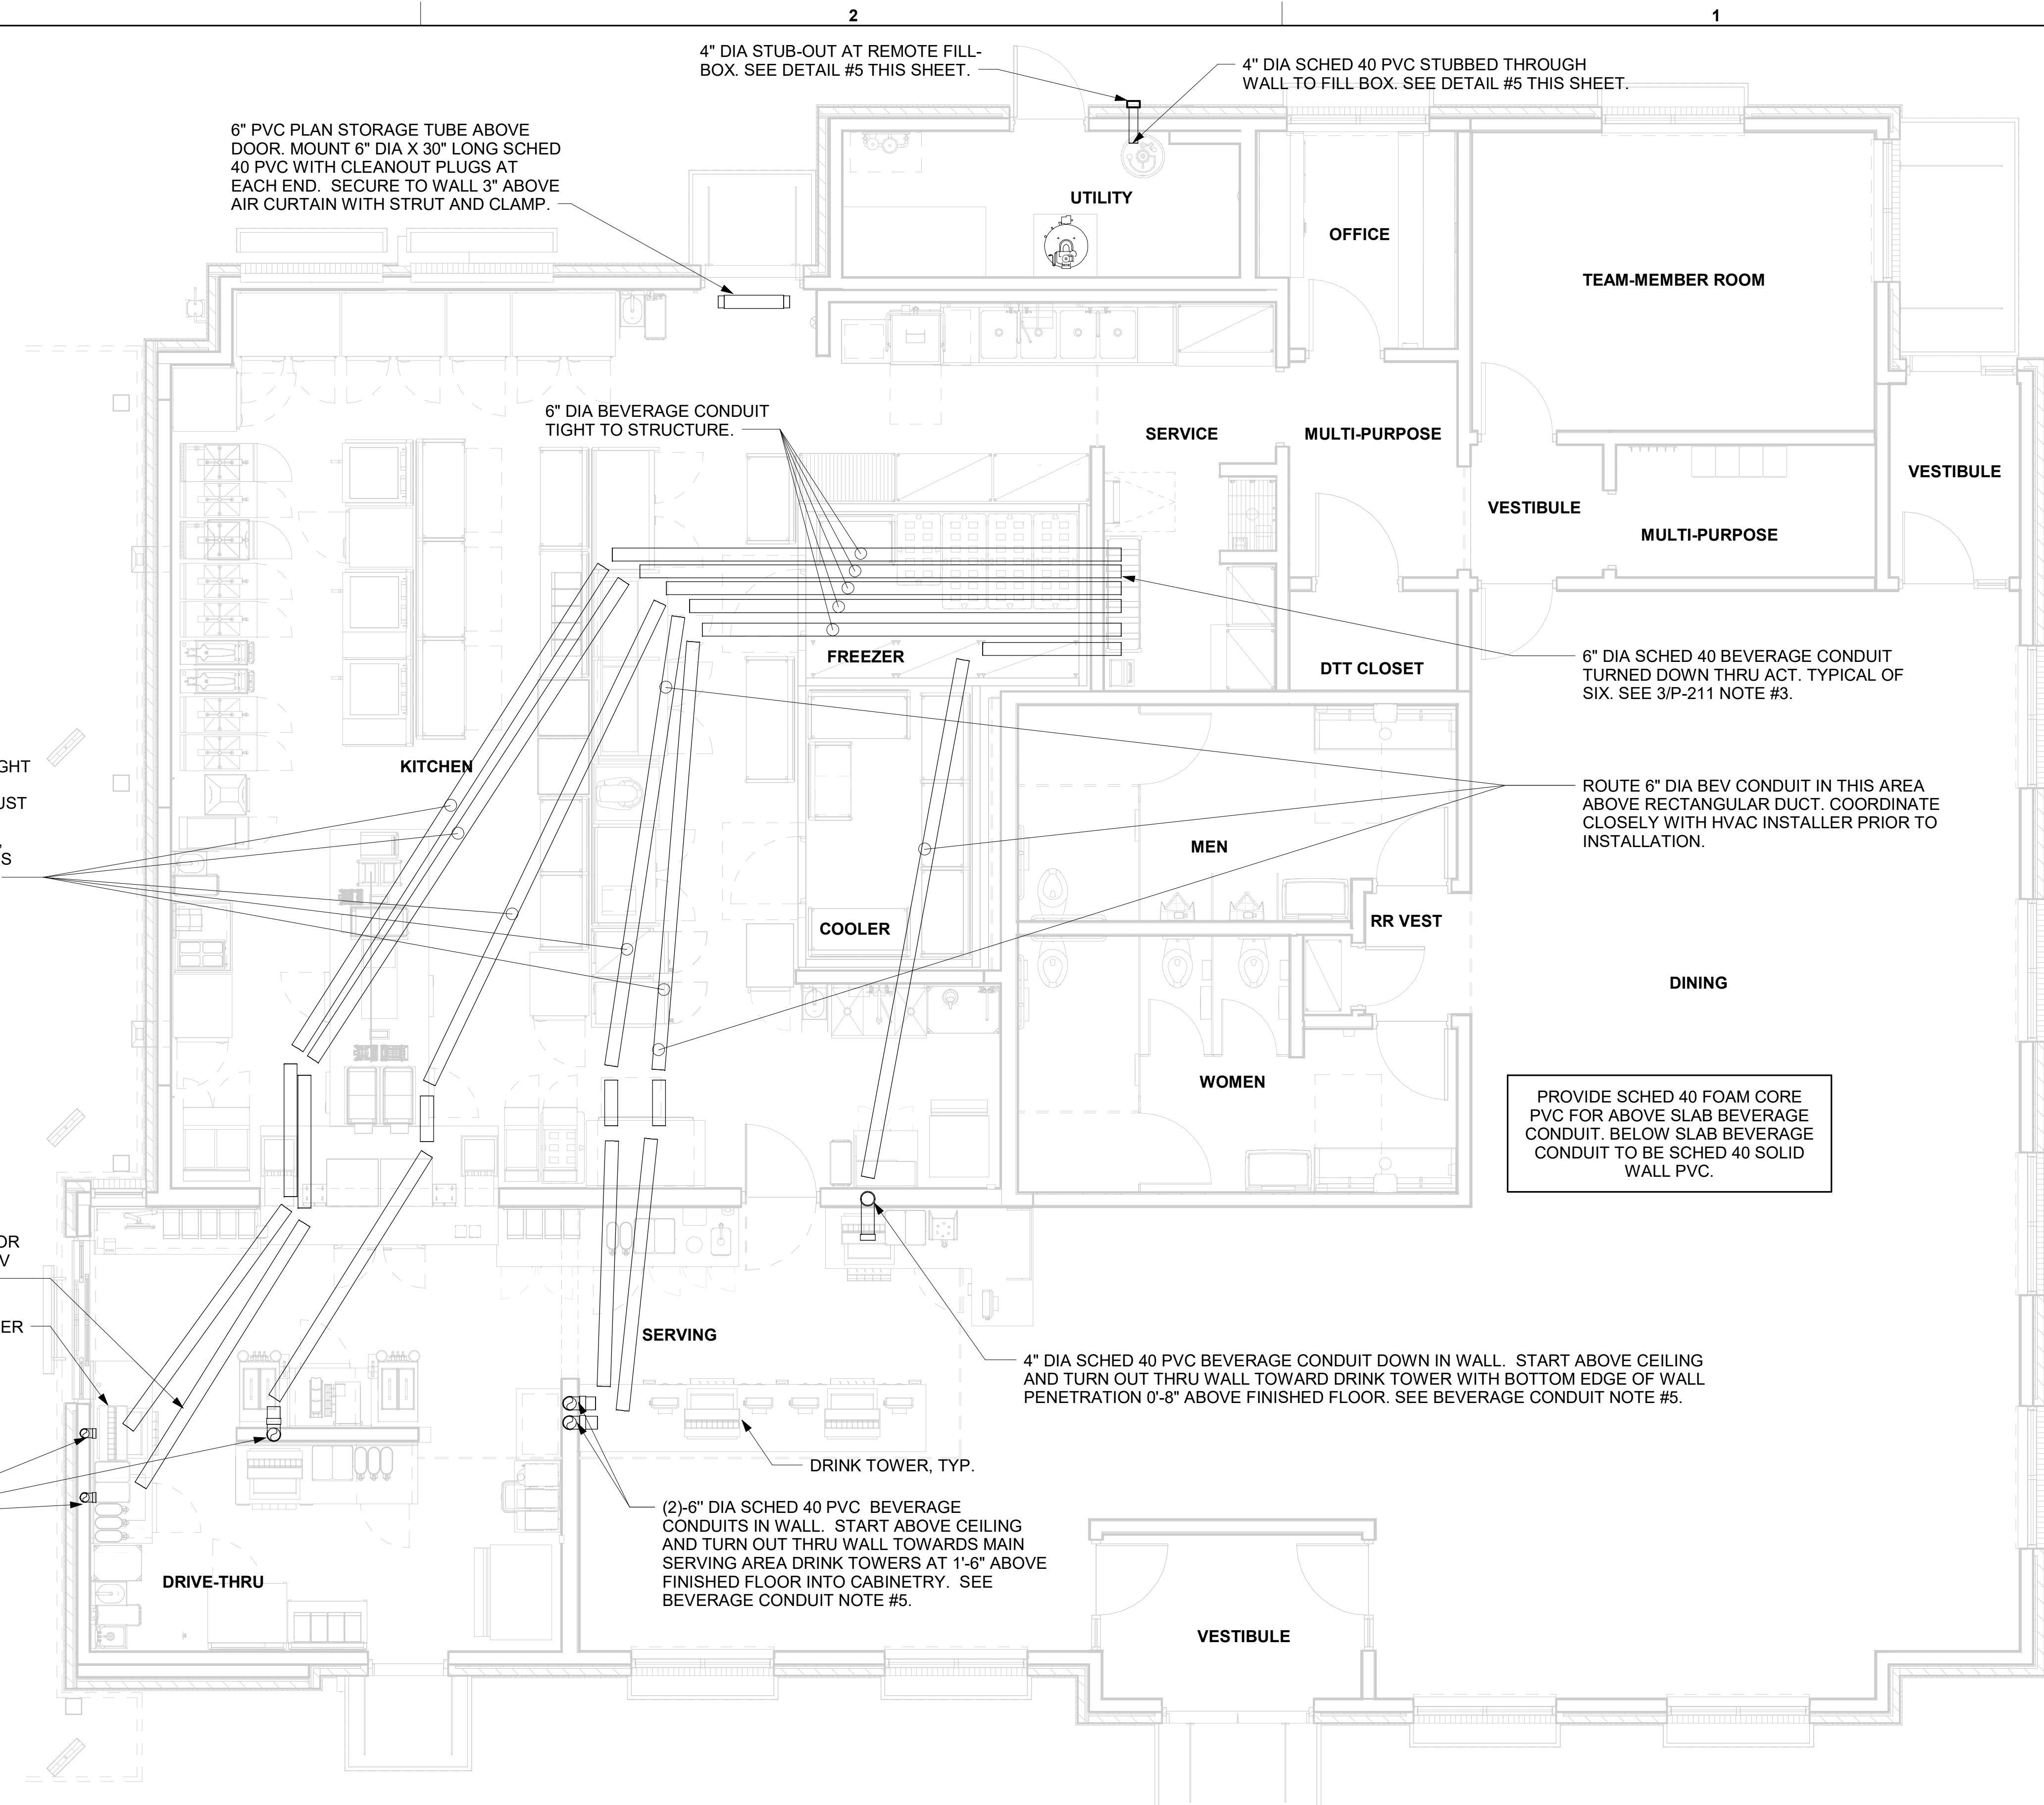 2
1
4" DIA STUB-OUT AT REMOTE FILL-
BOX. SEE DETAIL #5 THIS SHEET.
4" DIA SCHED 40 PVC STUBBED THROUGH
WALL TO FILL BOX. SEE DETAIL #5 THIS SHEET.
6" PVC PLAN STORAGE TUBE ABOVE
DOOR. MOUNT 6" DIA X 30" LONG SCHED
40 PVC WITH CLEANOUT PLUGS AT
EACH END. SECURE TO WALL 3" ABOVE
AIR CURTAIN WITH STRUT AND CLAMP.
UTILITY
OFFICE
TEAM-MEMBER ROOM
6" DIA BEVERAGE CONDUIT
TIGHT TO STRUCTURE.
SERVICE
MULTI-PURPOSE
VESTIBULE
VESTIBULE
MULTI-PURPOSE
FREEZER
DTT CLOSET
6" DIA SCHED 40 BEVERAGE CONDUIT
TURNED DOWN THRU ACT. TYPICAL OF
SIX. SEE 3/P-211 NOTE #3.
KITCHEN
GHT
UST
S
ROUTE 6" DIA BEV CONDUIT IN THIS AREA
ABOVE RECTANGULAR DUCT. COORDINATE
CLOSELY WITH HVAC INSTALLER PRIOR TO
INSTALLATION.
MEN
COOLER
RR VEST
DINING
WOMEN
PROVIDE SCHED 40 FOAM CORE
PVC FOR ABOVE SLAB BEVERAGE
CONDUIT. BELOW SLAB BEVERAGE
CONDUIT TO BE SCHED 40 SOLID
WALL PVC.
OR
V
ER
SERVING
4" DIA SCHED 40 PVC BEVERAGE CONDUIT DOWN IN WALL. START ABOVE CEILING
AND TURN OUT THRU WALL TOWARD DRINK TOWER WITH BOTTOM EDGE OF WALL
PENETRATION 0'-8" ABOVE FINISHED FLOOR. SEE BEVERAGE CONDUIT NOTE #5.
DRINK TOWER, TYP.
(2)-6" DIA SCHED 40 PVC BEVERAGE
CONDUITS IN WALL. START ABOVE CEILING
AND TURN OUT THRU WALL TOWARDS MAIN
SERVING AREA DRINK TOWERS AT 1'-6" ABOVE
FINISHED FLOOR INTO CABINETRY. SEE
BEVERAGE CONDUIT NOTE #5.
DRIVE-THRU
VESTIBULE